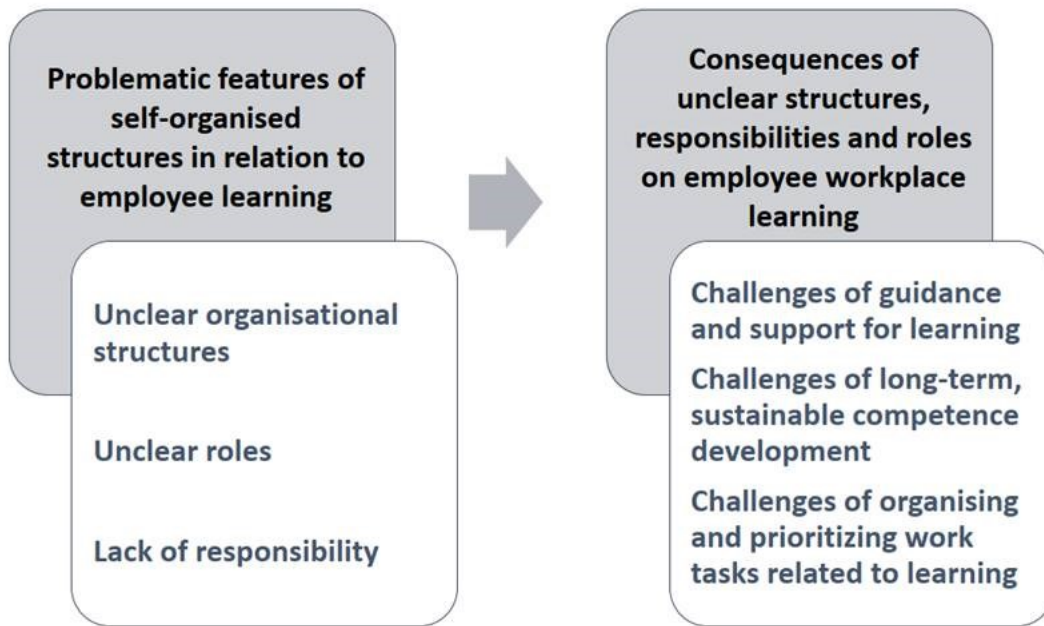 Problematic features of
self-organised
structures in relation to
employee learning
Unclear organisational
structures
Unclear roles
Lack of responsibility
Consequences of
unclear structures,
responsibilities and roles
on employee workplace
learning
Challenges of guidance
and support for learning
Challenges of long-term,
sustainable competence
development
Challenges of organising
and prioritizing work
tasks related to learning